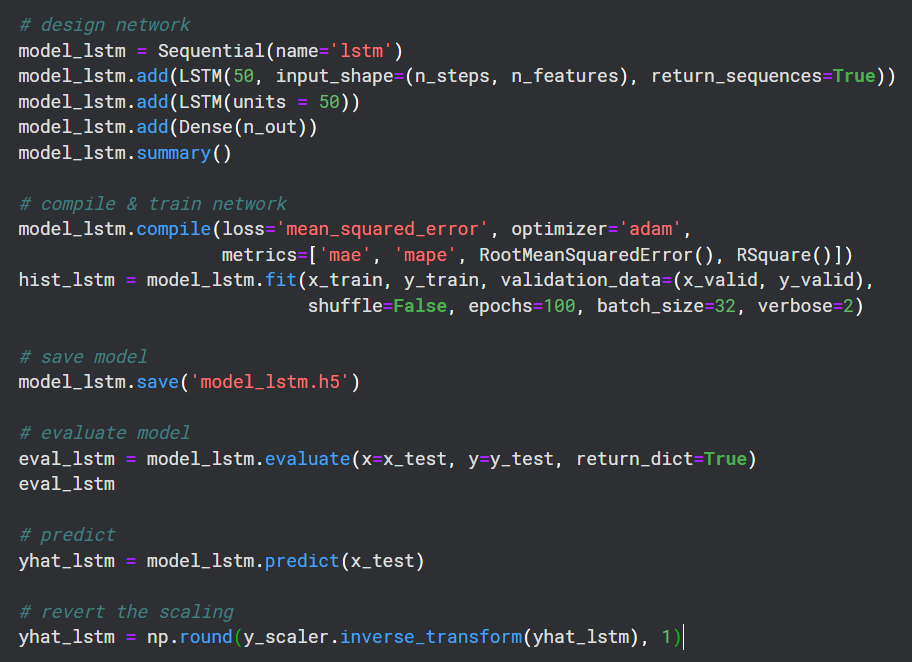 # design network
model_lstm = Sequential(name='lstm')
model_lstm.add(LSTM(50, input_shape=(n_steps, n_features), return_sequences=True))
model_lstm.add(LSTM(units = 50))
model_lstm.add(Dense(n_out))
model_lstm.summary()

# compile & train network
model_lstm.compile(loss='mean_squared_error', optimizer='adam',
                   metrics=['mae', 'mape', RootMeanSquaredError(), RSquare()])
hist_lstm = model_lstm.fit(x_train, y_train, validation_data=(x_valid, y_valid),
                           shuffle=False, epochs=100, batch_size=32, verbose=2)

# save model
model_lstm.save('model_lstm.h5')

# evaluate model
eval_lstm = model_lstm.evaluate(x=x_test, y=y_test, return_dict=True)
eval_lstm

# predict
yhat_lstm = model_lstm.predict(x_test)

# revert the scaling
yhat_lstm = np.round(y_scaler.inverse_transform(yhat_lstm), 1)